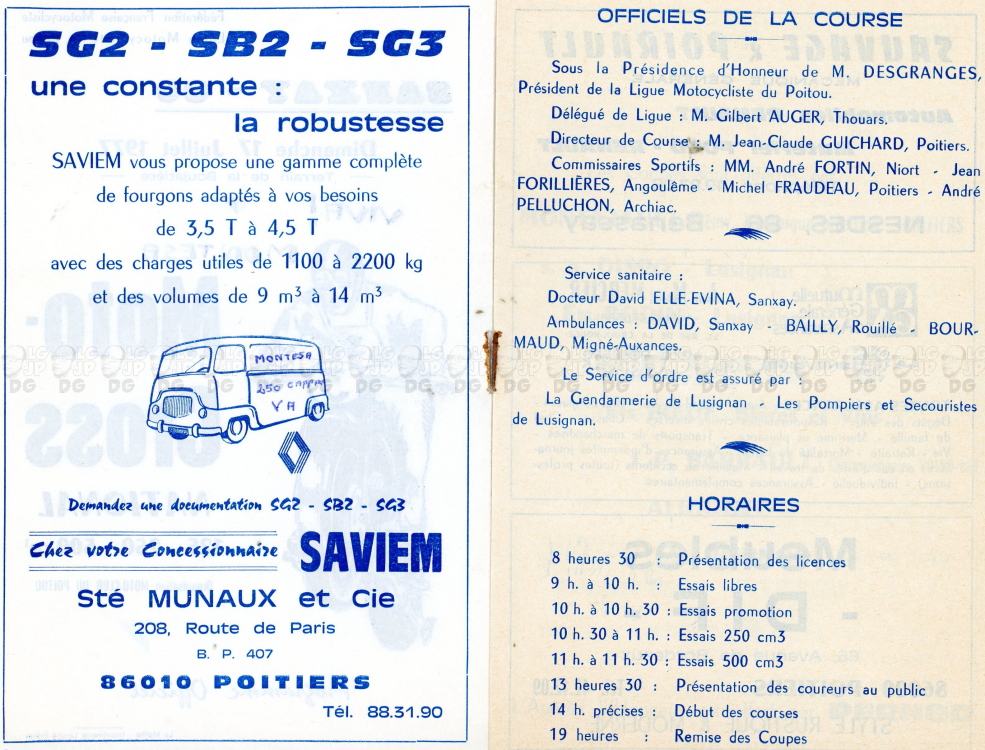 SG2 - SB2 - SG3
une constante :
la robustesse
SAVIEM vous propose une gamme complète
de fourgons adaptés à vos besoins
de 3,5 T à 4,5 T
avec des charges utiles de 1100 à 2200 kg
et des volumes de 9 m³ à 14 m³
MONTESA
250 CAPPRA
VA
Demandez une documentation SG2 - SB2 - SG3
Chez votre Concessionnaire SAVIEM
Sté MUNAUX et Cie
208, Route de Paris
B. P. 407
86010 POITIERS
Tél. 88.31.90
OFFICIELS DE LA COURSE
Sous la Présidence d'Honneur de M. DESGRANGES,
Président de la Ligue Motocycliste du Poitou.
Délégué de Ligue : M. Gilbert AUGER, Thouars.
Directeur de Course : M. Jean-Claude GUICHARD, Poitiers.
Commissaires Sportifs : MM. André FORTIN, Niort - Jean
FORILLIÈRES, Angoulême - Michel FRAUDEAU, Poitiers - André
PELLUCHON, Archiac.
Service sanitaire :
Docteur David ELLE-EVINA, Sanxay.
Ambulances : DAVID, Sanxay - BAILLY, Rouillé - BOUR-
MAUD, Migné-Auxances.
Le Service d'ordre est assuré par :
La Gendarmerie de Lusignan - Les Pompiers et Secouristes
de Lusignan.
HORAIRES
8 heures 30 : Présentation des licences
9 h. à 10 h. : Essais libres
10 h. à 10 h. 30 : Essais promotion
10 h. 30 à 11 h. : Essais 250 cm3
11 h. à 11 h. 30 : Essais 500 cm3
13 heures 30 : Présentation des coureurs au public
14 h. précises : Début des courses
19 heures : Remise des Coupes